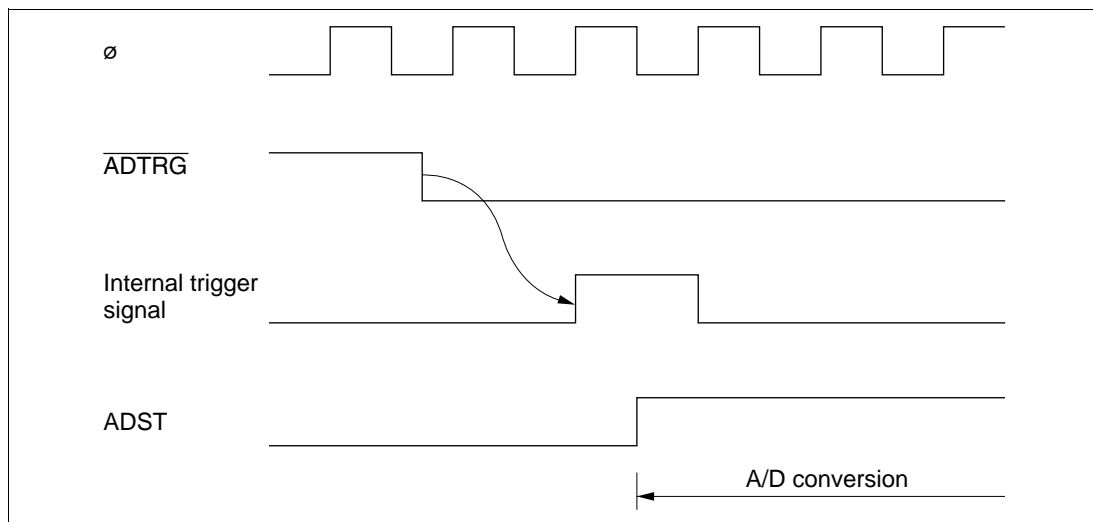 ø
ADTRG
Internal trigger
signal
ADST
A/D conversion